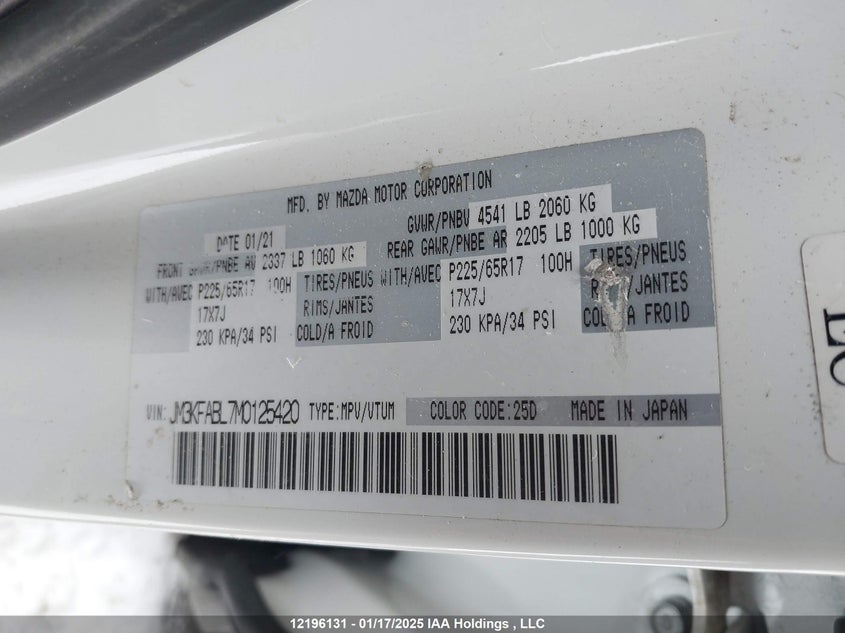 MFD. BY MAZDA MOTOR CORPORATION
DATE 01/21 GVWR/PNBV 4541 LB 2060 KG
FRONT GAWR/PNBE AV 2337 LB 1060 KG REAR GAWR/PNBE AR 2205 LB 1000 KG
WITH/AVEC P225/65R17 100H TIRES/PNEUS WITH/AVEC P225/65R17 100H TIRES/PNEUS
17X7J RIMS/JANTES 17X7J RIMS/JANTES
230 KPA/34 PSI COLD/A FROID 230 KPA/34 PSI COLD/A FROID
VIN: JM3KFABL7M0125420 TYPE:MPV/VTUM COLOR CODE:25D MADE IN JAPAN
12196131 - 01/17/2025 IAA Holdings , LLC